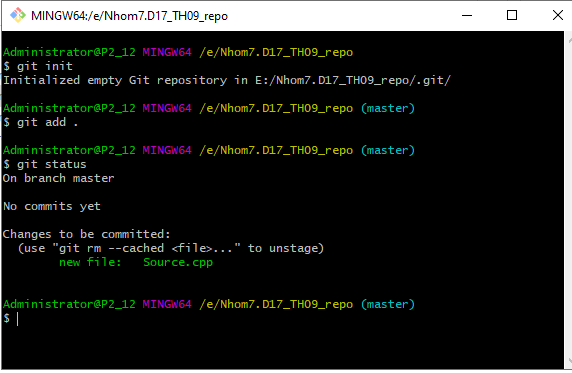 MINGW64:/e/Nhom7.D17_TH09_repo
Administrator@P2_12 MINGW64 /e/Nhom7.D17_TH09_repo
$ git init
Initialized empty Git repository in E:/Nhom7.D17_TH09_repo/.git/
Administrator@P2_12 MINGW64 /e/Nhom7.D17_TH09_repo (master)
$ git add .
Administrator@P2_12 MINGW64 /e/Nhom7.D17_TH09_repo (master)
$ git status
On branch master
No commits yet
Changes to be committed:
  (use "git rm --cached <file>..." to unstage)
        new file:   Source.cpp
Administrator@P2_12 MINGW64 /e/Nhom7.D17_TH09_repo (master)
$